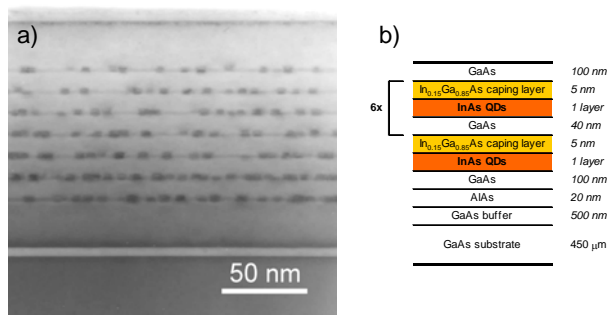 a)
50 nm
b)
GaAs 100 nm
6x
In0.15Ga0.85As caping layer 5 nm
InAs QDs 1 layer
GaAs 40 nm
In0.15Ga0.85As caping layer 5 nm
InAs QDs 1 layer
GaAs 100 nm
AlAs 20 nm
GaAs buffer 500 nm
GaAs substrate 450 μm